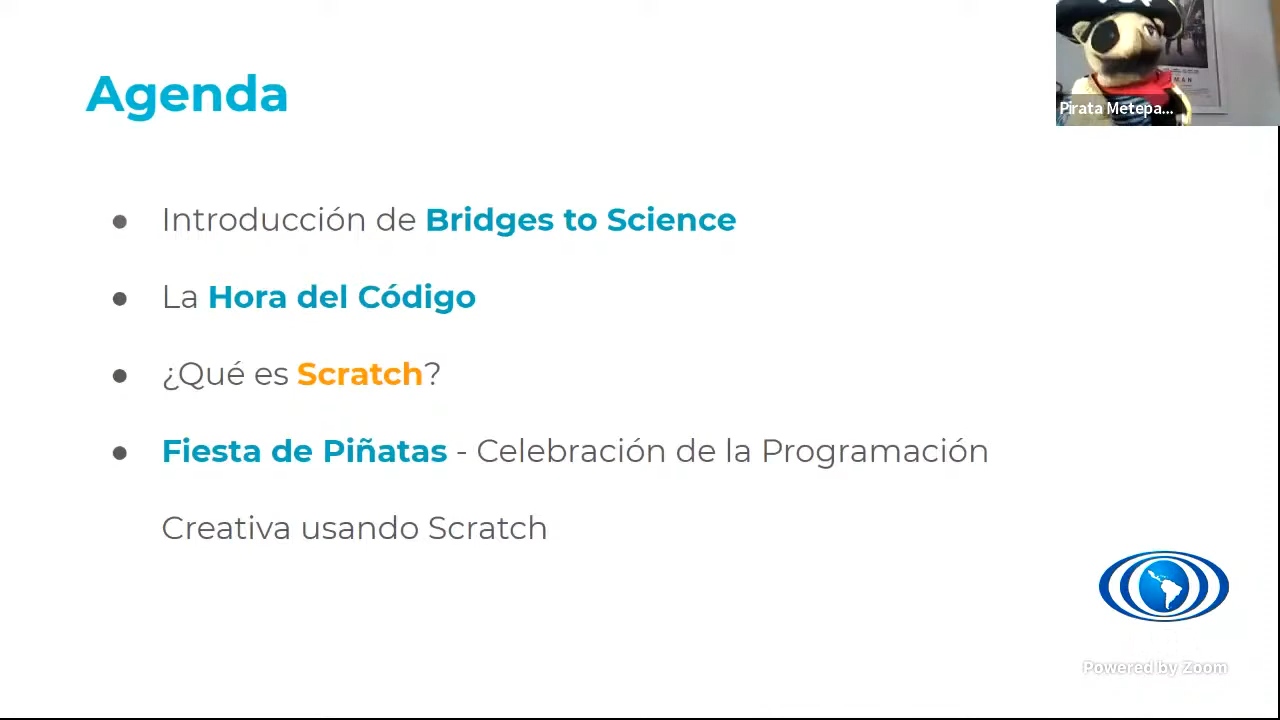 Agenda
Pirata Metepa...
● Introducción de Bridges to Science
● La Hora del Código
● ¿Qué es Scratch?
● Fiesta de Piñatas - Celebración de la Programación
Creativa usando Scratch
Powered by Zoom